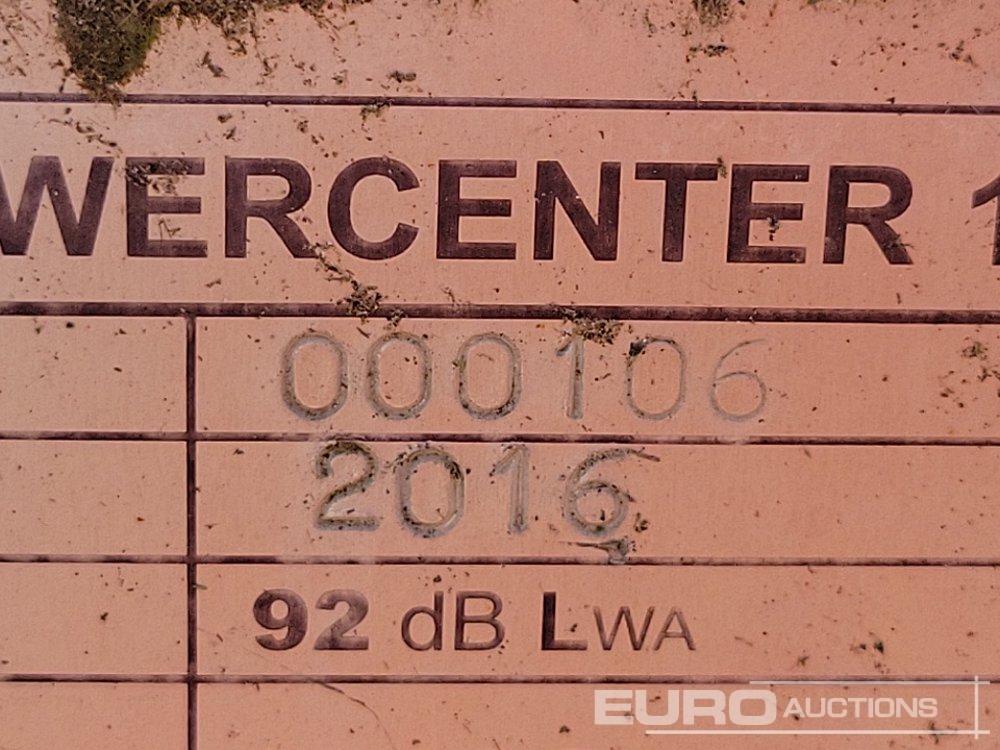 WERCENTER 1
000106
2016
92 dB LWA
EURO AUCTIONS